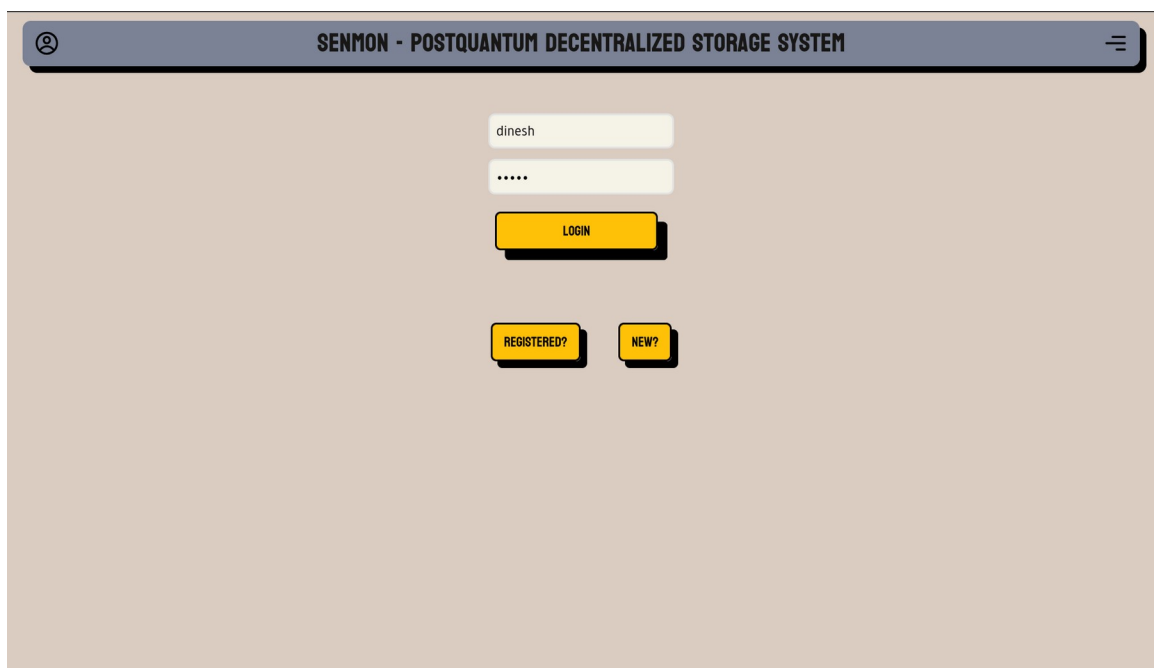 SENMON - POSTQUANTUM DECENTRALIZED STORAGE SYSTEM
dinesh
•••••
LOGIN
REGISTERED? NEW?